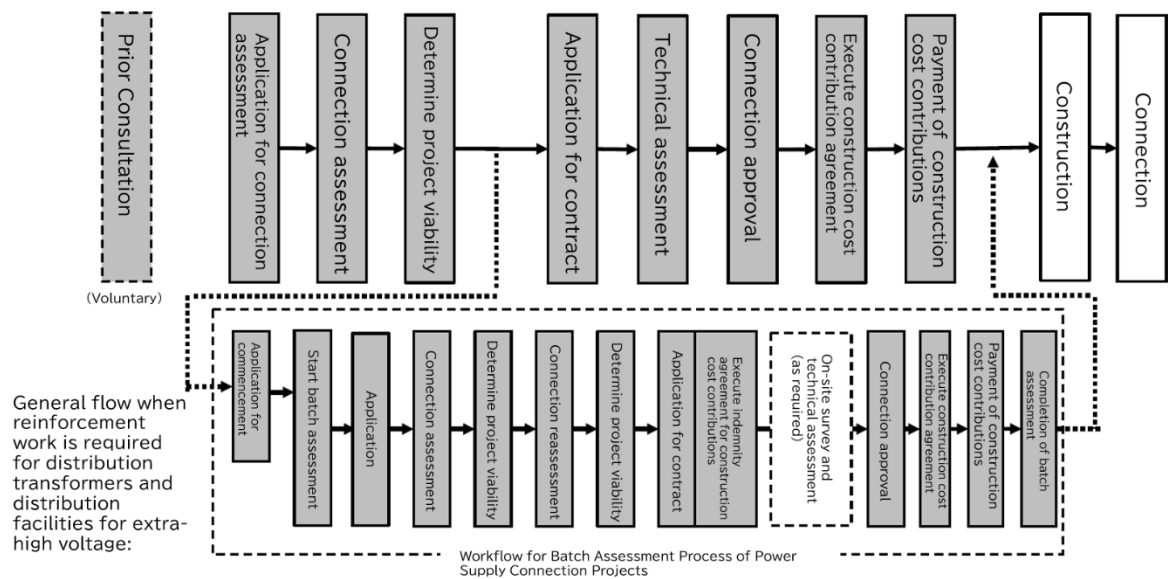 Prior Consultation
(Voluntary)
Application for connection
assessment
Connection assessment
Determine project viability
Application for contract
Technical assessment
Connection approval
Execute construction cost
contribution agreement
Payment of construction
cost contributions
Construction
Connection
General flow when
reinforcement
work is required
for distribution
transformers and
distribution
facilities for extra-
high voltage:
Application for
commencement
Start batch assessment
Application
Connection assessment
Determine project viability
Connection reassessment
Determine project viability
Application for contract
Execute indemnity
agreement for construction
cost contributions
On-site survey and
technical assessment
(as required)
Connection approval
Execute construction cost
contribution agreement
Payment of construction
cost contributions
Completion of batch
assessment
Workflow for Batch Assessment Process of Power
Supply Connection Projects